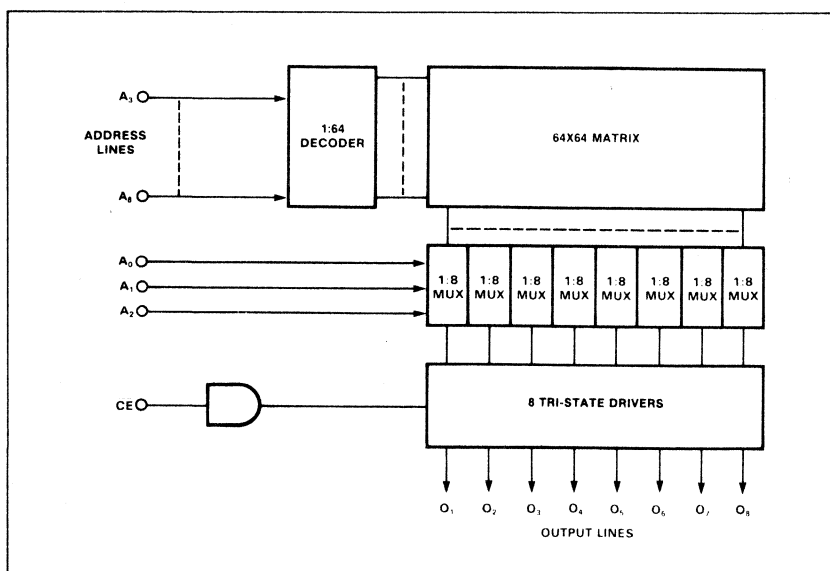 A₃
ADDRESS
LINES
A₈
1:64
DECODER
64X64 MATRIX
A₀
A₁
A₂
1:8
MUX
1:8
MUX
1:8
MUX
1:8
MUX
1:8
MUX
1:8
MUX
1:8
MUX
1:8
MUX
CE
8 TRI-STATE DRIVERS
O₁ O₂ O₃ O₄ O₅ O₆ O₇ O₈
OUTPUT LINES